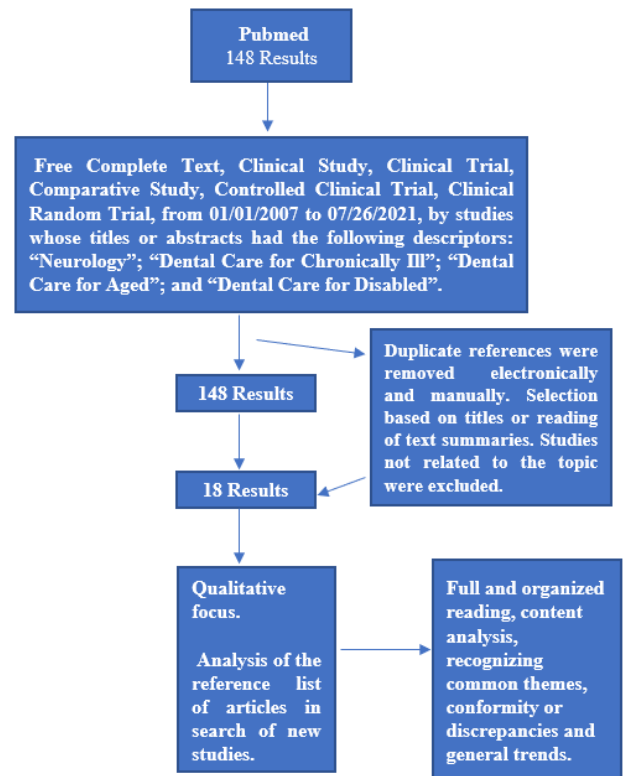 Pubmed
148 Results
Free Complete Text, Clinical Study, Clinical Trial,
Comparative Study, Controlled Clinical Trial, Clinical
Random Trial, from 01/01/2007 to 07/26/2021, by studies
whose titles or abstracts had the following descriptors:
“Neurology”; “Dental Care for Chronically Ill”; “Dental
Care for Aged”; and “Dental Care for Disabled”.
Duplicate references were
removed electronically
and manually. Selection
based on titles or reading
of text summaries. Studies
not related to the topic
were excluded.
148 Results
18 Results
Qualitative
focus.
Analysis of the
reference list
of articles in
search of new
studies.
Full and organized
reading, content
analysis,
recognizing
common themes,
conformity or
discrepancies and
general trends.